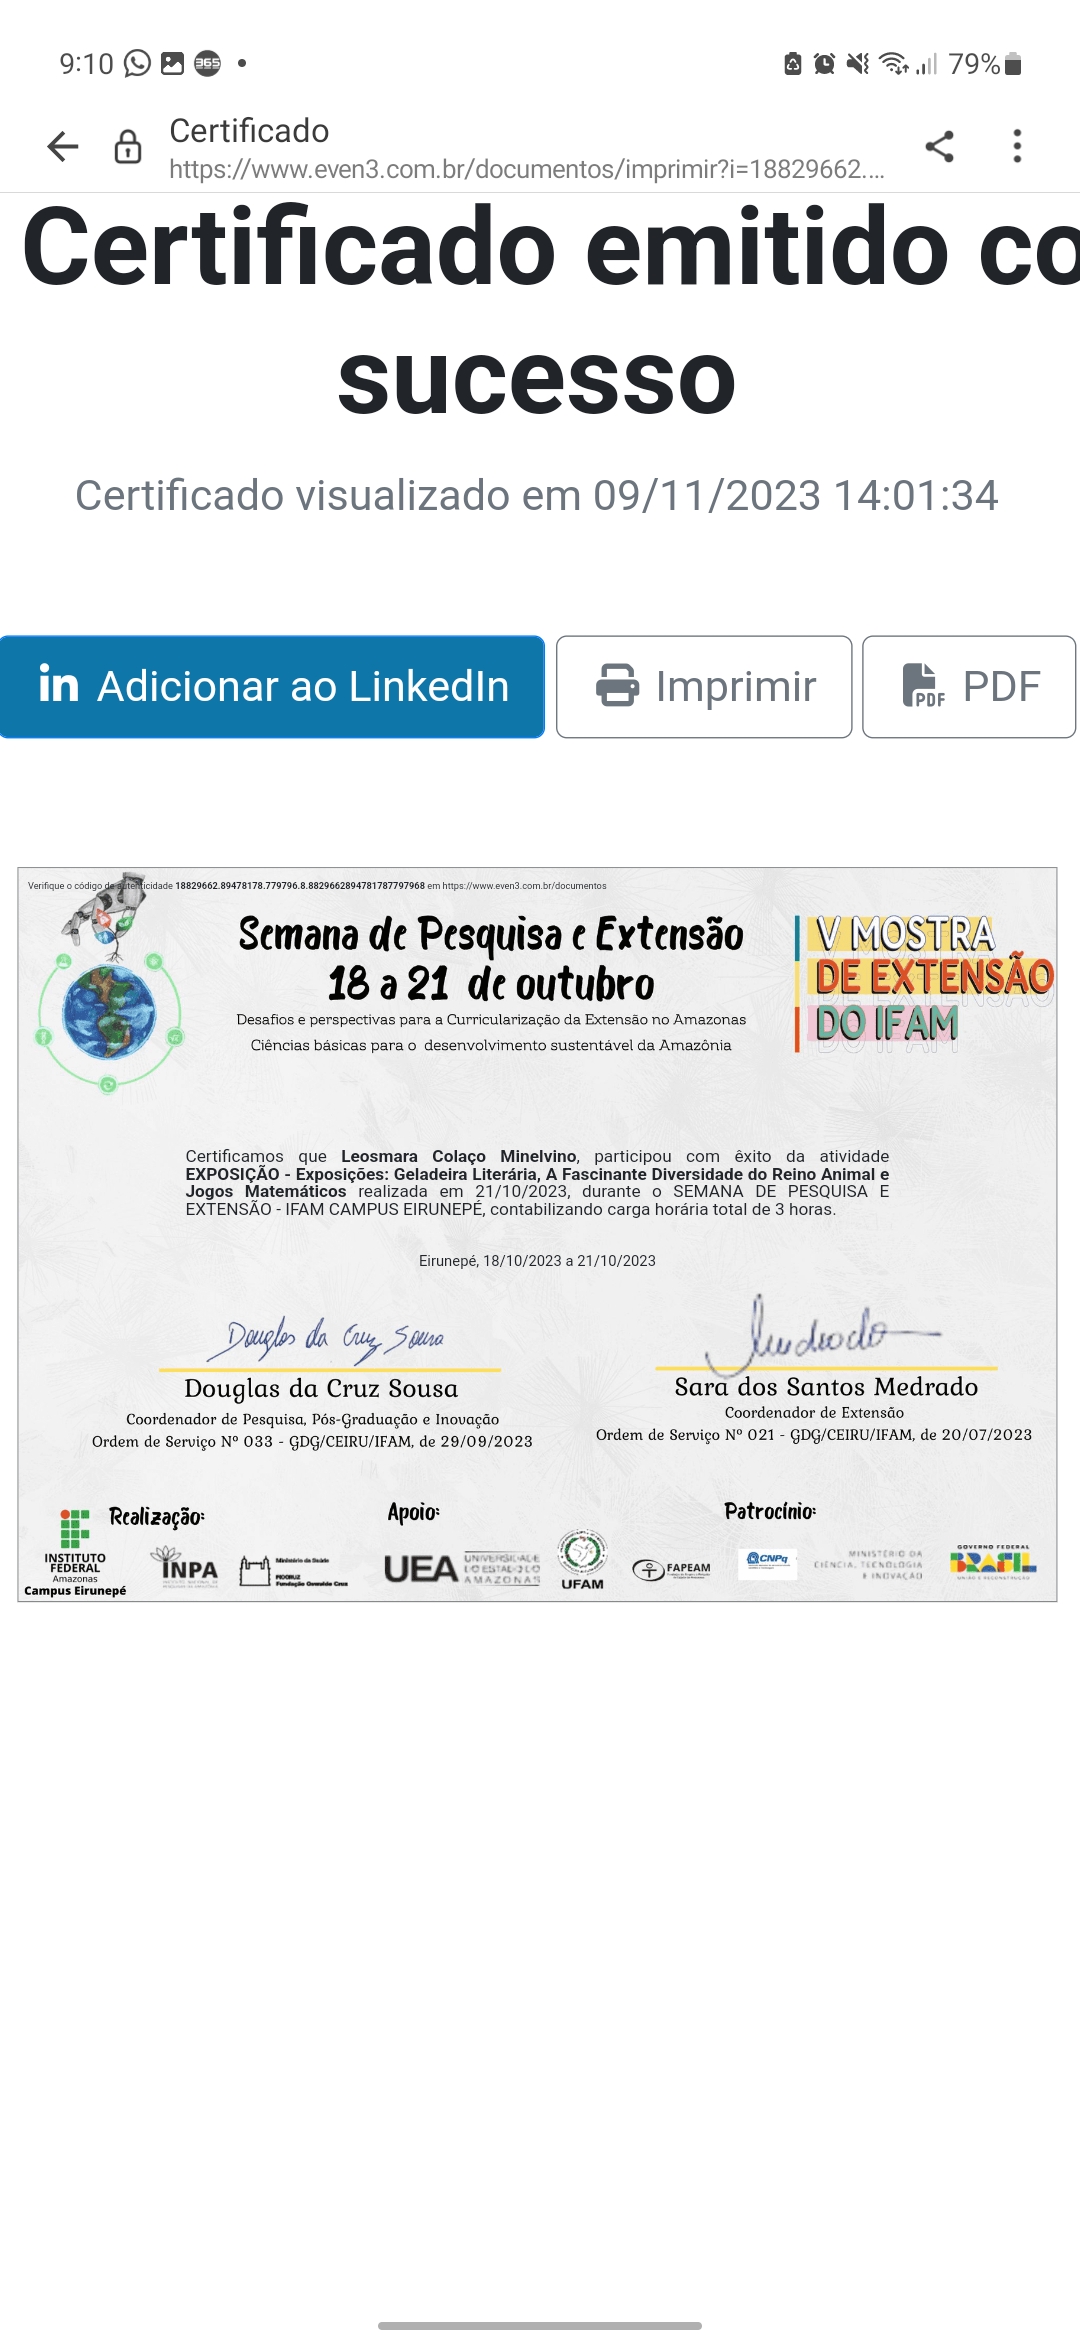 9:10 365 79%
Certificado
https://www.even3.com.br/documentos/imprimir?i=18829662....
Certificado emitido co
sucesso
Certificado visualizado em 09/11/2023 14:01:34
in Adicionar ao LinkedIn Imprimir PDF PDF
Verifique o código de autenticidade 18829662.89478178.779796.8.8829662894781787797968 em https://www.even3.com.br/documentos
Semana de Pesquisa e Extensão
18 a 21 de outubro
Desafios e perspectivas para a Curricularização da Extensão no Amazonas
Ciências básicas para o desenvolvimento sustentável da Amazônia
V MOSTRA
DE EXTENSÃO
DO IFAM
Certificamos que Leosmara Colaço Minelvino, participou com êxito da atividade
EXPOSIÇÃO - Exposições: Geladeira Literária, A Fascinante Diversidade do Reino Animal e
Jogos Matemáticos realizada em 21/10/2023, durante o SEMANA DE PESQUISA E
EXTENSÃO - IFAM CAMPUS EIRUNEPÉ, contabilizando carga horária total de 3 horas.
Eirunepé, 18/10/2023 a 21/10/2023
Douglas da Cruz Sousa
Douglas da Cruz Sousa
Coordenador de Pesquisa, Pós-Graduação e Inovação
Ordem de Serviço Nº 033 - GDG/CEIRU/IFAM, de 29/09/2023
Sara dos Santos Medrado
Coordenador de Extensão
Ordem de Serviço Nº 021 - GDG/CEIRU/IFAM, de 20/07/2023
Realização:
Apoio:
Patrocínio:
INSTITUTO
FEDERAL
Amazonas
Campus Eirunepé
INPA
Ministério da Saúde
FIOCRUZ
Fundação Oswaldo Cruz
UEA
UNIVERSIDADE
DO ESTADO DO
AMAZONAS
UFAM
FAPEAM
CNPq
MINISTÉRIO DA
CIÊNCIA, TECNOLOGIA
E INOVAÇÃO
GOVERNO FEDERAL
BRASIL
UNIÃO E RECONSTRUÇÃO